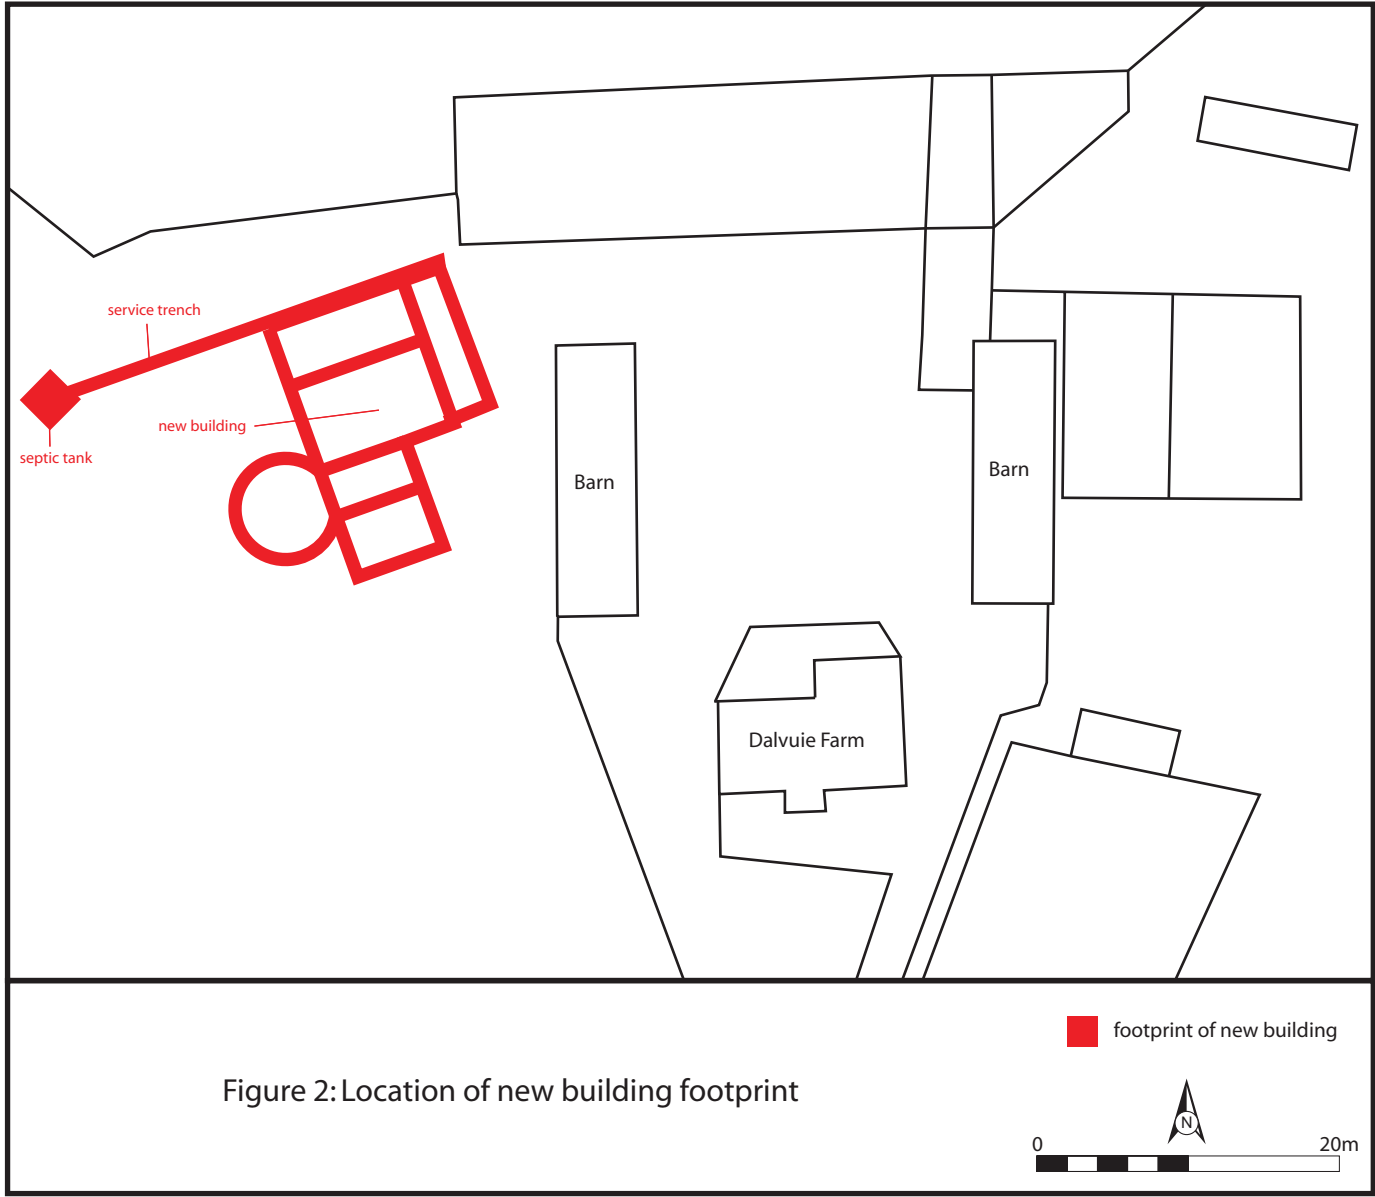 service trench
new building
septic tank
Barn
Barn
Dalvuie Farm
footprint of new building
Figure 2: Location of new building footprint
N
0 20m